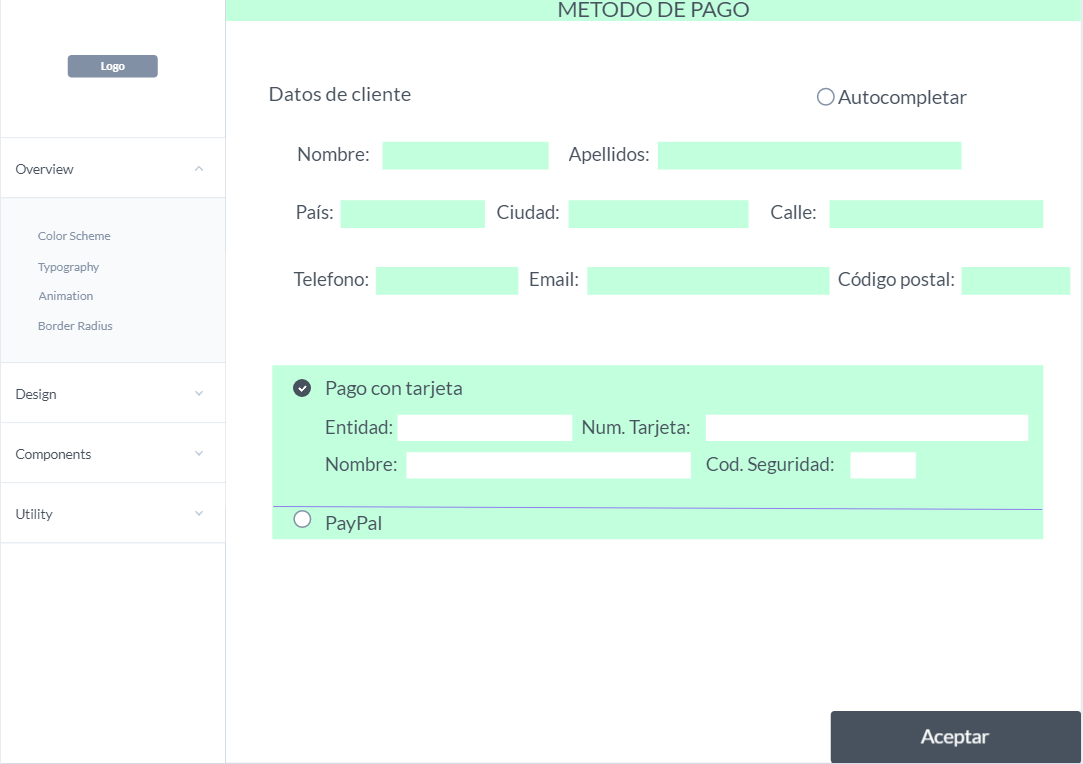 METODO DE PAGO
Logo
Datos de cliente
Autocompletar
Nombre: Apellidos:
Overview
País: Ciudad: Calle:
Color Scheme
Typography
Telefono: Email: Código postal:
Animation
Border Radius
Design
Pago con tarjeta
Entidad: Num. Tarjeta:
Components
Nombre: Cod. Seguridad:
Utility
PayPal
Aceptar